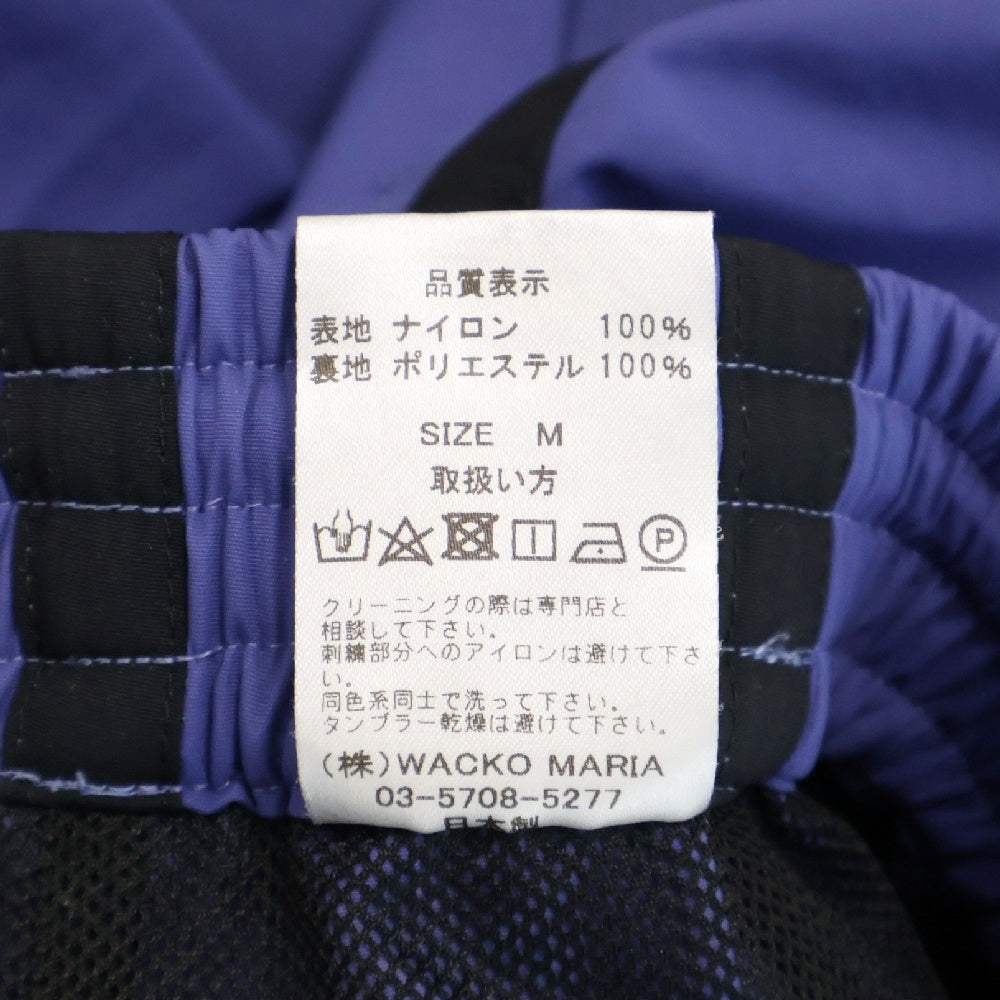 品質表示
表地 ナイロン 100%
裏地 ポリエステル 100%
SIZE M
取扱い方
P
クリーニングの際は専門店と
相談して下さい。
刺繍部分へのアイロンは避けて下さ
い。
同色系同士で洗って下さい。
タンブラー乾燥は避けて下さい。
(株)WACKO MARIA
03-5708-5277
日本製